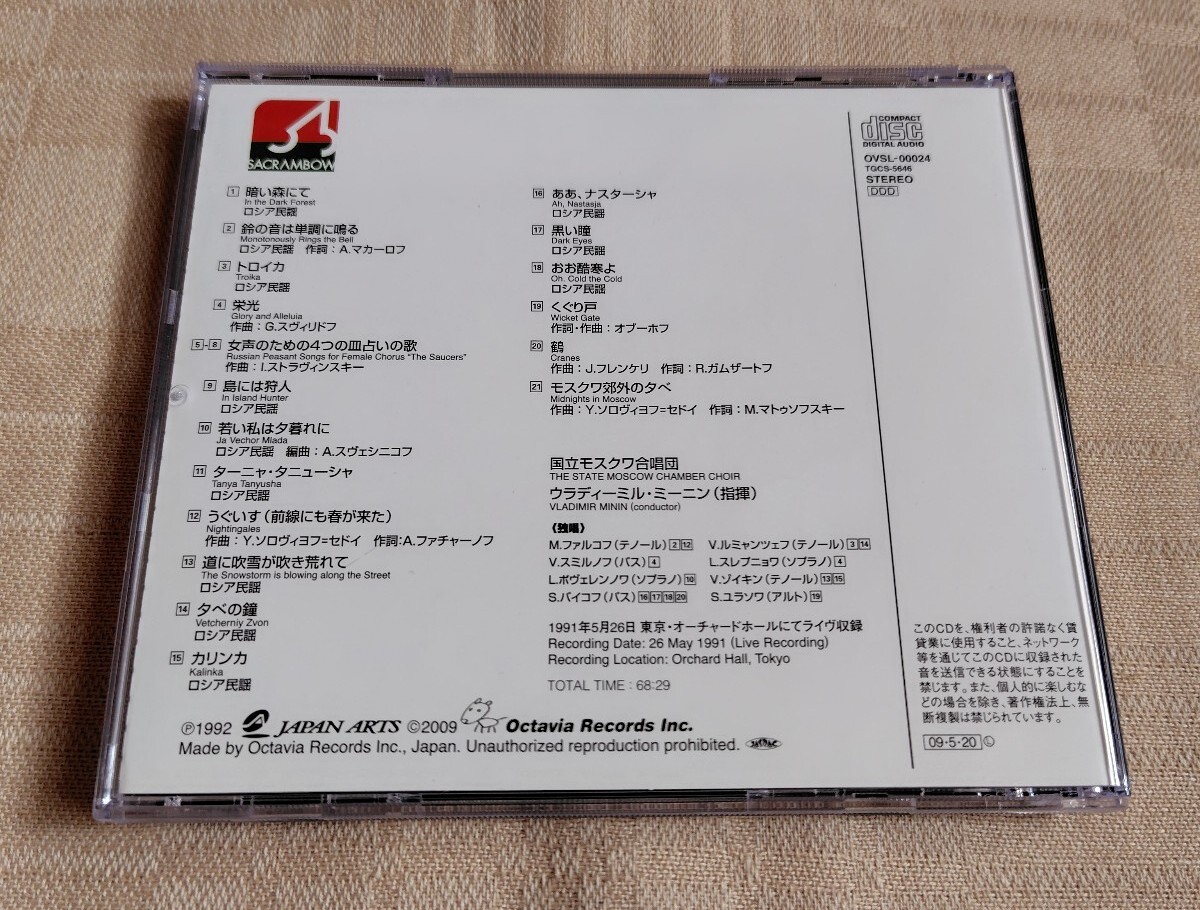 SACRAMBOW
1 暗い森にて
In the Dark Forest
ロシア民謡
2 鈴の音は単調に鳴る
Monotonously Rings the Bell
ロシア民謡 作詞：A.マカーロフ
3 トロイカ
Troika
ロシア民謡
4 栄光
Glory and Alleluia
作曲：G.スヴィリドフ
5-8 女声のための4つの皿占いの歌
Russian Peasant Songs for Female Chorus "The Saucers"
作曲：I.ストラヴィンスキー
9 島には狩人
In Island Hunter
ロシア民謡
10 若い私は夕暮れに
Ja Vechor Mlada
ロシア民謡 編曲：A.スヴェシニコフ
11 ターニャ・タニューシャ
Tanya Tanyusha
ロシア民謡
12 うぐいす（前線にも春が来た）
Nightingales
作曲：Y.ソロヴィヨフ=セドイ 作詞：A.ファチャーノフ
13 道に吹雪が吹き荒れて
The Snowstorm is blowing along the Street
ロシア民謡
14 夕べの鐘
Vetcherniy Zvon
ロシア民謡
15 カリンカ
Kalinka
ロシア民謡
16 ああ、ナスターシャ
Ah, Nastasja
ロシア民謡
17 黒い瞳
Dark Eyes
ロシア民謡
18 おお酷寒よ
Oh. Cold the Cold
ロシア民謡
19 くぐり戸
Wicket Gate
作詞・作曲：オブーホフ
20 鶴
Cranes
作曲：J.フレンケリ 作詞：R.ガムザートフ
21 モスクワ郊外の夕べ
Midnights in Moscow
作曲：Y.ソロヴィヨフ=セドイ 作詞：M.マトゥソフスキー
国立モスクワ合唱団
THE STATE MOSCOW CHAMBER CHOIR
ウラディーミル・ミーニン（指揮）
VLADIMIR MININ (conductor)
《独唱》
M.ファルコフ（テノール）2 12 V.ルミャンツェフ（テノール）3 14
V.スミルノフ（バス）4 L.スレプニョワ（ソプラノ）4
L.ボヴェレンノワ（ソプラノ）10 V.ゾイキン（テノール）13 15
S.バイコフ（バス）16 17 18 20 S.ユラソワ（アルト）19
1991年5月26日 東京・オーチャードホールにてライヴ収録
Recording Date: 26 May 1991 (Live Recording)
Recording Location: Orchard Hall, Tokyo
TOTAL TIME : 68:29
℗1992 JAPAN ARTS ©2009 Octavia Records Inc.
Made by Octavia Records Inc., Japan. Unauthorized reproduction prohibited. JASRAC
COMPACT
disc
DIGITAL AUDIO
OVSL-00024
TGCS-5646
STEREO
DDD
このCDを、権利者の許諾なく賃
貸業に使用すること、ネットワーク
等を通じてこのCDに収録された
音を送信できる状態にすることを
禁じます。また、個人的に楽しむな
どの場合を除き、著作権法上、無
断複製は禁じられています。
09・5・20 Ⓛ